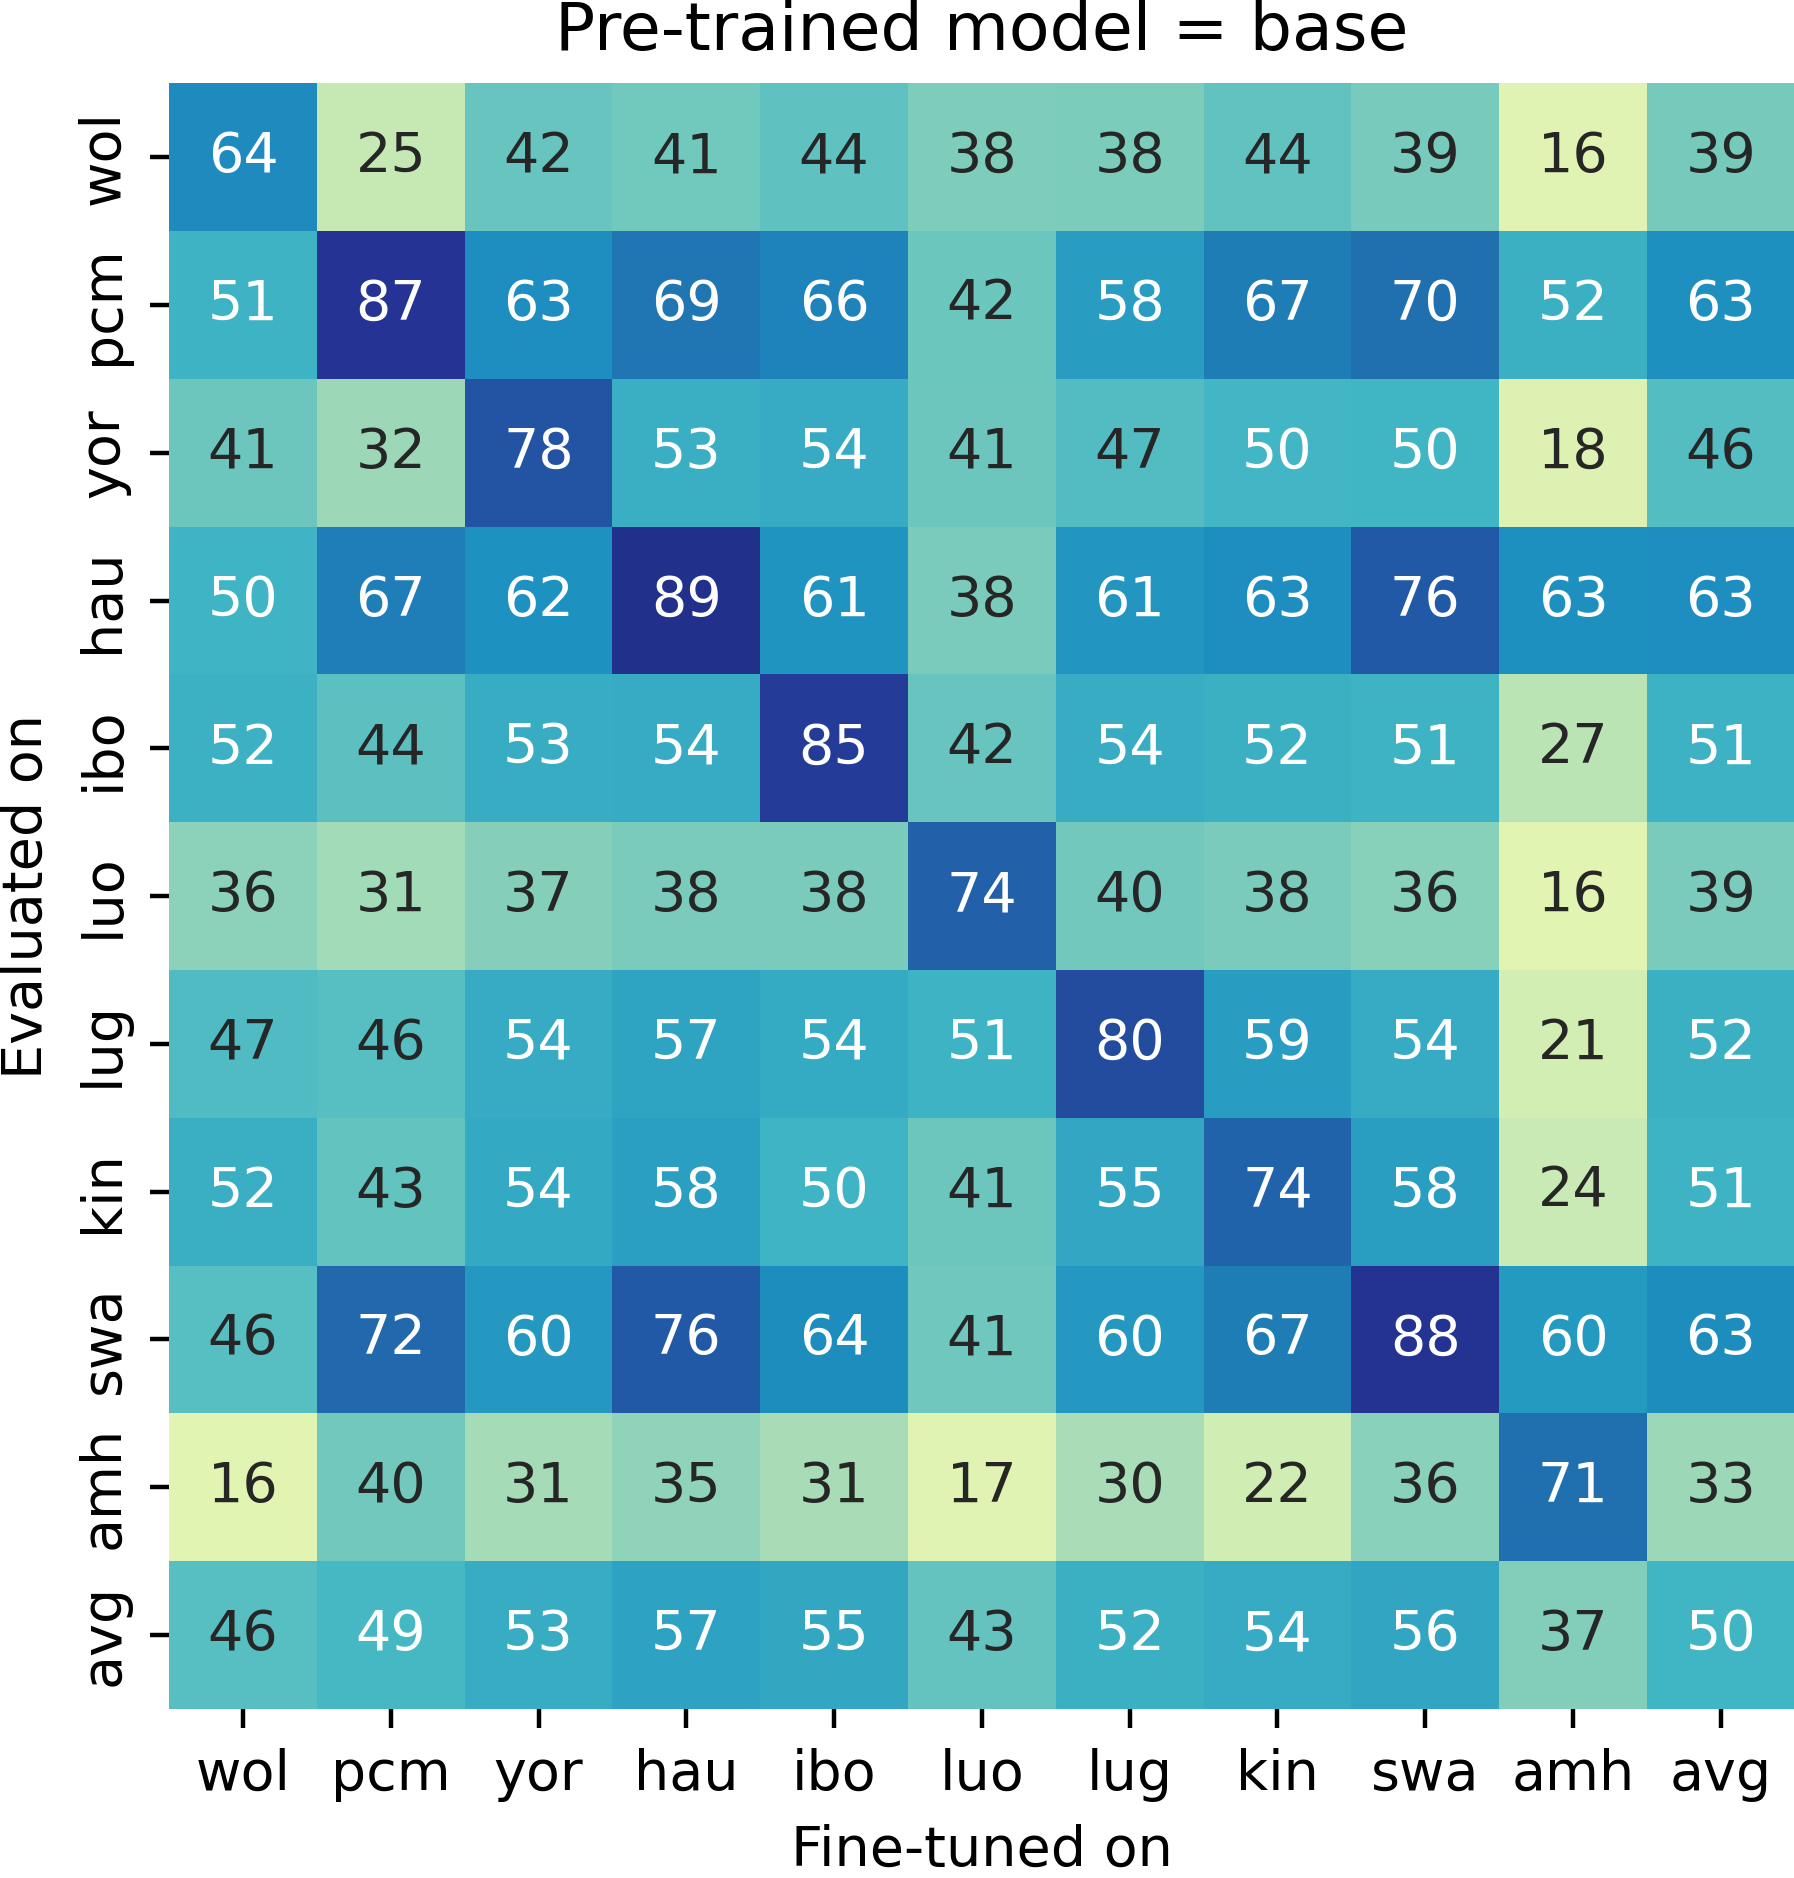 Pre-trained model = base
Evaluated on
wol 64 25 42 41 44 38 38 44 39 16 39
pcm 51 87 63 69 66 42 58 67 70 52 63
yor 41 32 78 53 54 41 47 50 50 18 46
hau 50 67 62 89 61 38 61 63 76 63 63
ibo 52 44 53 54 85 42 54 52 51 27 51
luo 36 31 37 38 38 74 40 38 36 16 39
lug 47 46 54 57 54 51 80 59 54 21 52
kin 52 43 54 58 50 41 55 74 58 24 51
swa 46 72 60 76 64 41 60 67 88 60 63
amh 16 40 31 35 31 17 30 22 36 71 33
avg 46 49 53 57 55 43 52 54 56 37 50
wol pcm yor hau ibo luo lug kin swa amh avg
Fine-tuned on